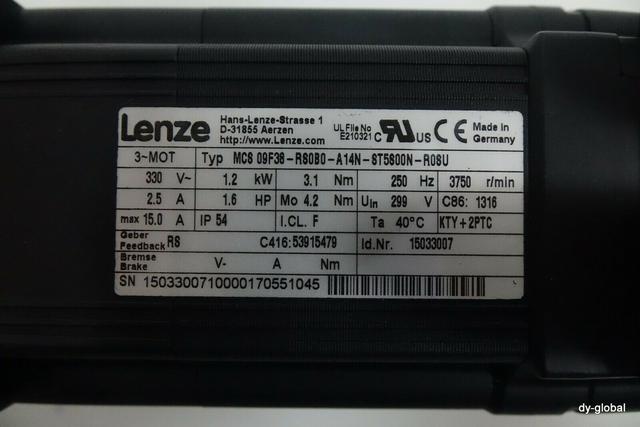 Lenze
Hans-Lenze-Strasse 1
D-31855 Aerzen
http://www.Lenze.com
UL File No
E210321
C RU US CE
Made in
Germany
3~MOT Typ MCS 09F38-RS0B0-A14N-ST5S00N-R0SU
330 V~ 1.2 kW 3.1 Nm 250 Hz 3750 r/min
2.5 A 1.6 HP Mo 4.2 Nm Uin 299 V C86: 1316
max 15.0 A IP 54 I.CL. F Ta 40°C KTY+2PTC
Geber
Feedback RS C416:53915479 Id.Nr. 15033007
Bremse
Brake V- A Nm
SN 1503300710000170551045
dy-global